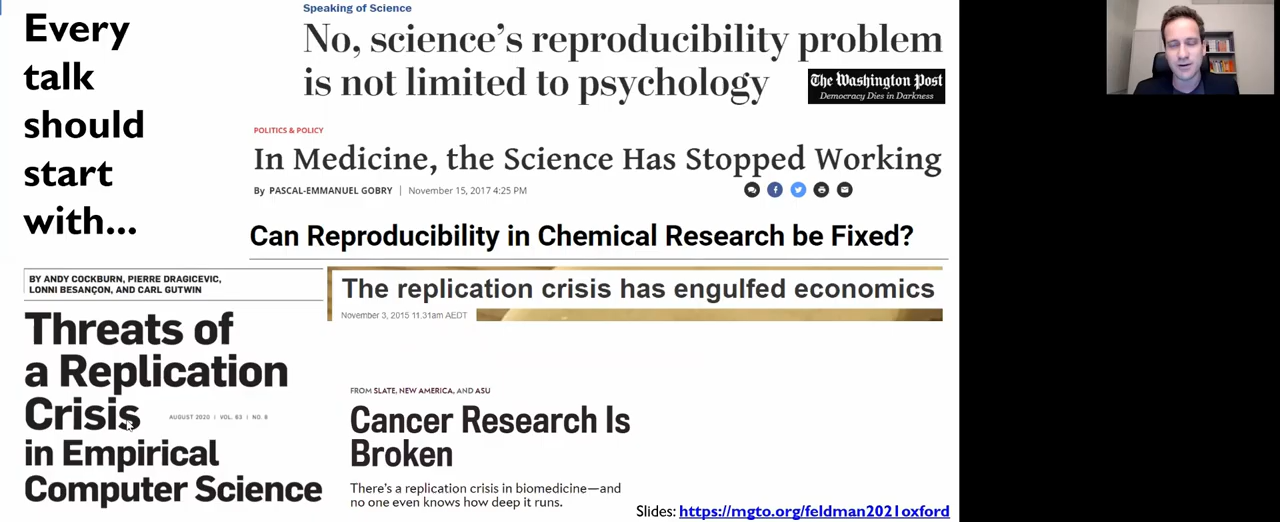 Every
talk
should
start
with...
Speaking of Science
No, science's reproducibility problem
is not limited to psychology
The Washington Post
Democracy Dies in Darkness
POLITICS & POLICY
In Medicine, the Science Has Stopped Working
By PASCAL-EMMANUEL GOBRY | November 15, 2017 4:25 PM
Can Reproducibility in Chemical Research be Fixed?
BY ANDY COCKBURN, PIERRE DRAGICEVIC,
LONNI BESANÇON, AND CARL GUTWIN
The replication crisis has engulfed economics
November 3, 2015 11.31am AEDT
Threats of
a Replication
Crisis
AUGUST 2020 | VOL. 63 | NO. 8
in Empirical
Computer Science
FROM SLATE, NEW AMERICA, AND ASU
Cancer Research Is
Broken
There's a replication crisis in biomedicine—and
no one even knows how deep it runs.
Slides: https://mgto.org/feldman2021oxford